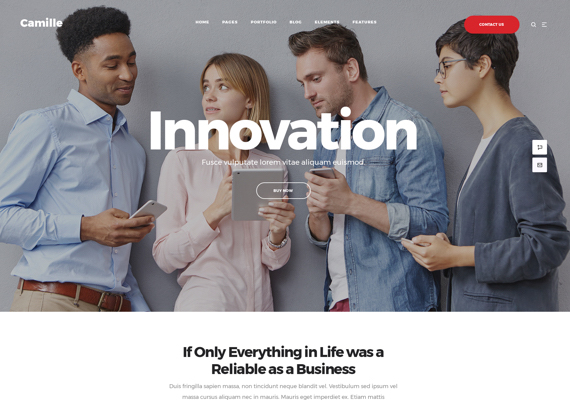 Camille
HOME PAGES PORTFOLIO BLOG ELEMENTS FEATURES
CONTACT US
Innovation
Fusce vulputate lorem vitae aliquam euismod.
BUY NOW
If Only Everything in Life was a
Reliable as a Business
Duis fringilla sapien massa, non tincidunt neque blandit vel. Vestibulum sed ipsum vel
massa cursus aliquam nec in mauris. Mauris eget imperdiet ex. Etiam mattis